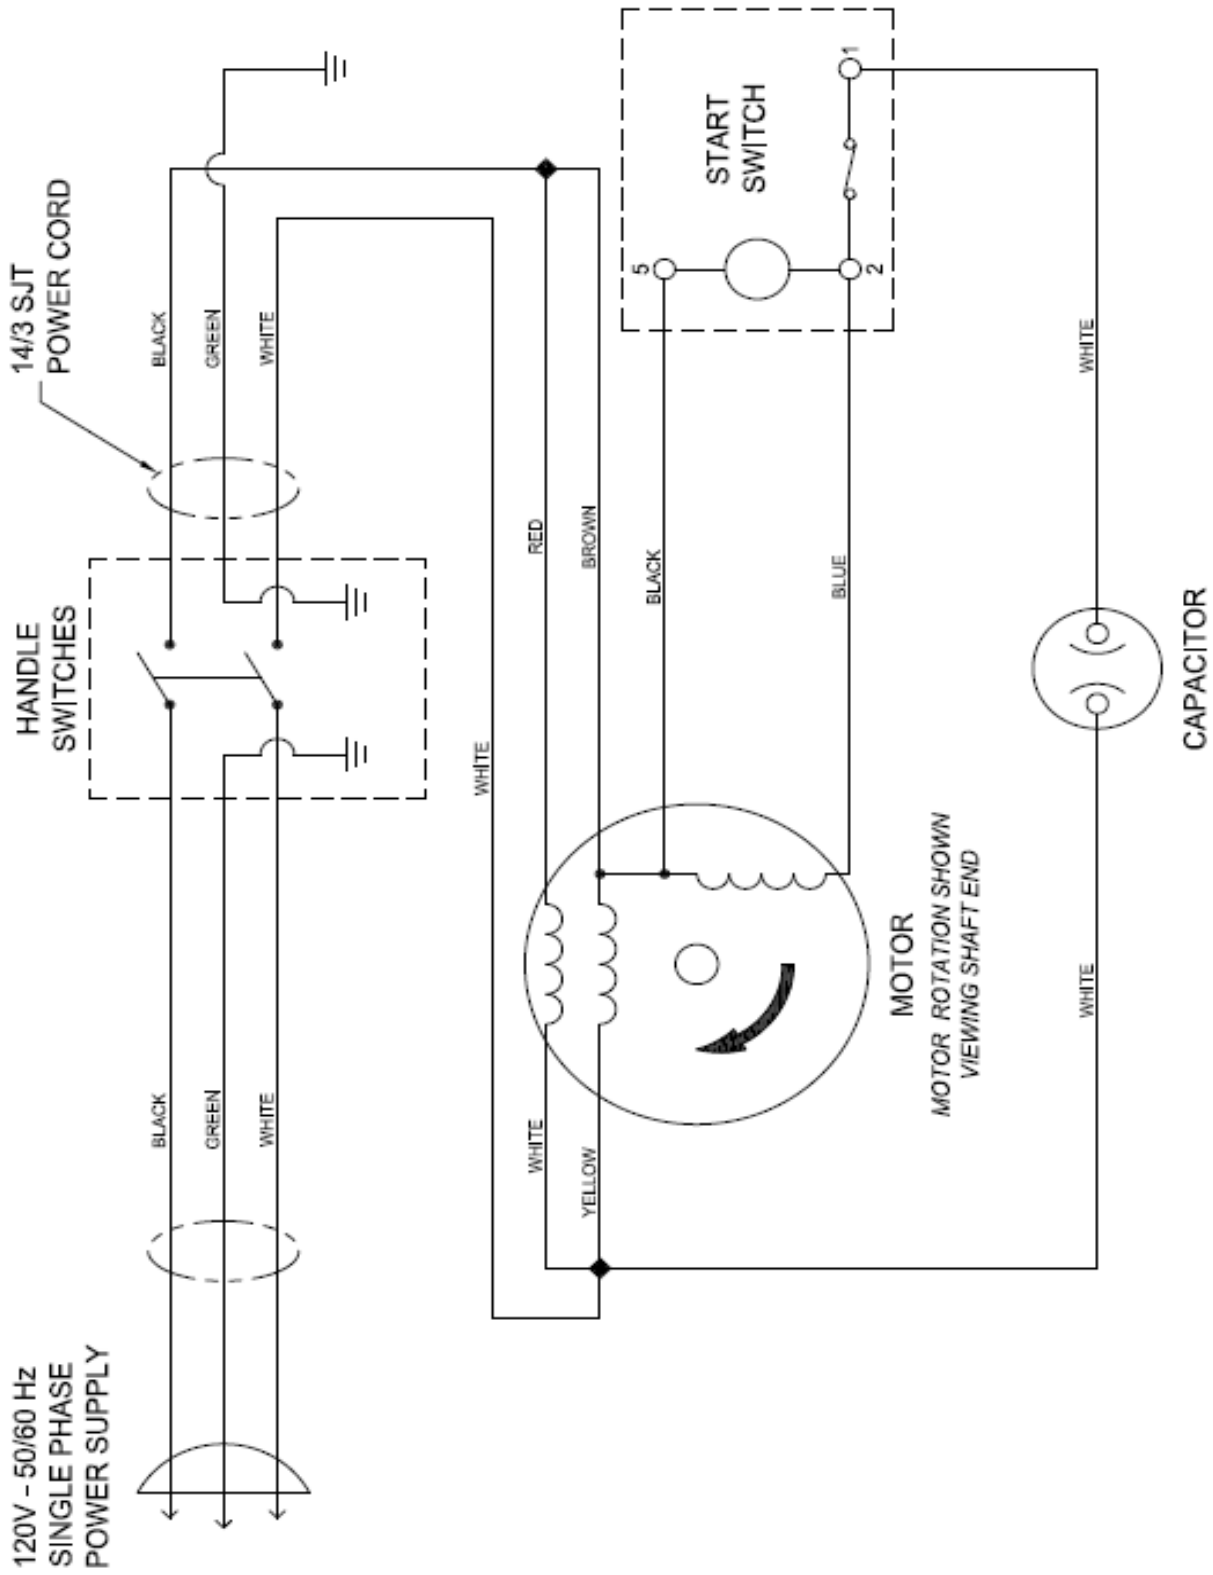 120V – 50/60 Hz
SINGLE PHASE
POWER SUPPLY
BLACK
GREEN
WHITE
HANDLE
SWITCHES
14/3 SJT
POWER CORD
BLACK
GREEN
WHITE
WHITE
WHITE
YELLOW
RED
BROWN
BLACK
BLUE
START
SWITCH
5
2
1
MOTOR
MOTOR ROTATION SHOWN
VIEWING SHAFT END
WHITE
WHITE
CAPACITOR